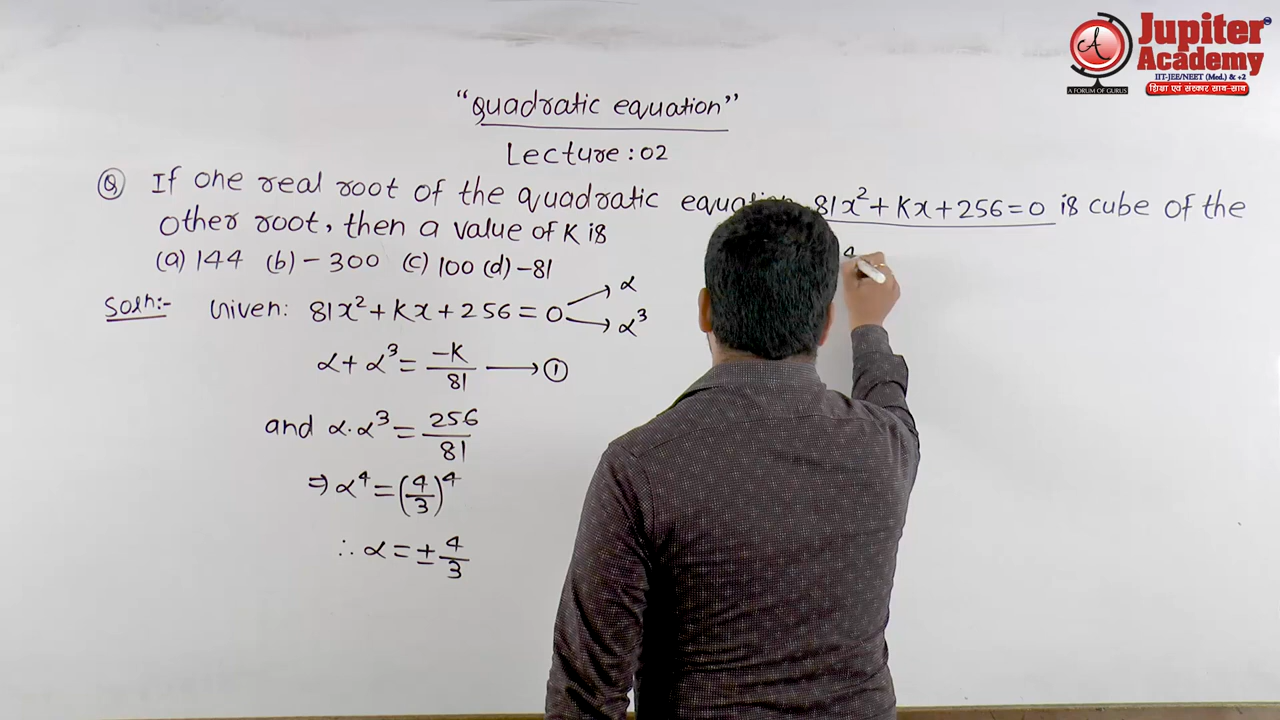 Jupiter
Academy
IIT-JEE/NEET (Med.) & +2
A FORUM OF GURUS
शिक्षा एवं संस्कार साथ-साथ
"Quadratic equation"
Lecture: 02
Q If one real root of the quadratic 81x²+Kx+256=0 is cube of the
other root, then a value of K is
(a) 144 (b) -300 (c) 100 (d) -81
Soln:- Given: 81x²+Kx+256=0 → α
→ α³
α+α³ = -K/81 → ①
and α·α³ = 256/81
⇒ α⁴ = (4/3)⁴
∴ α = ± 4/3
4